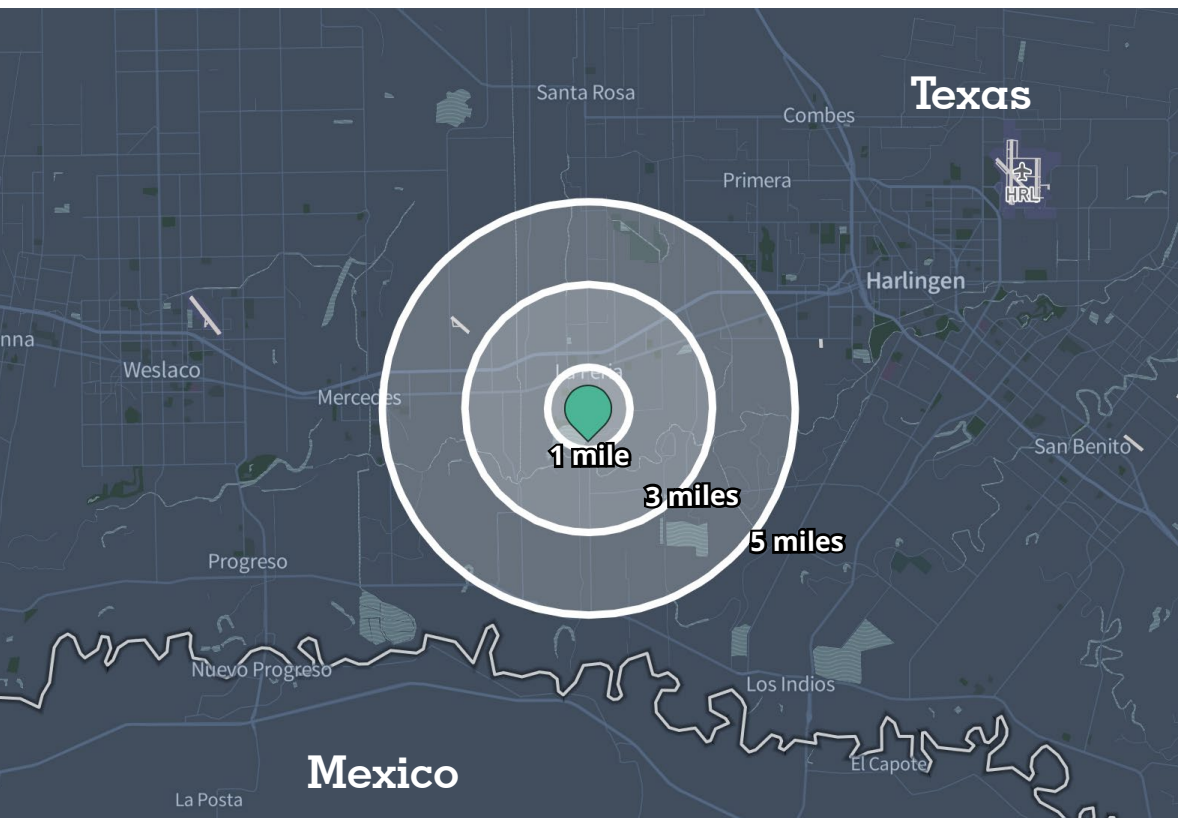 Santa Rosa
Texas
Combes
Primera
HRL
Harlingen
nna
Weslaco
La Feria
Mercedes
San Benito
1 mile
3 miles
5 miles
Progreso
Nuevo Progreso
Los Indios
El Capote
Mexico
La Posta